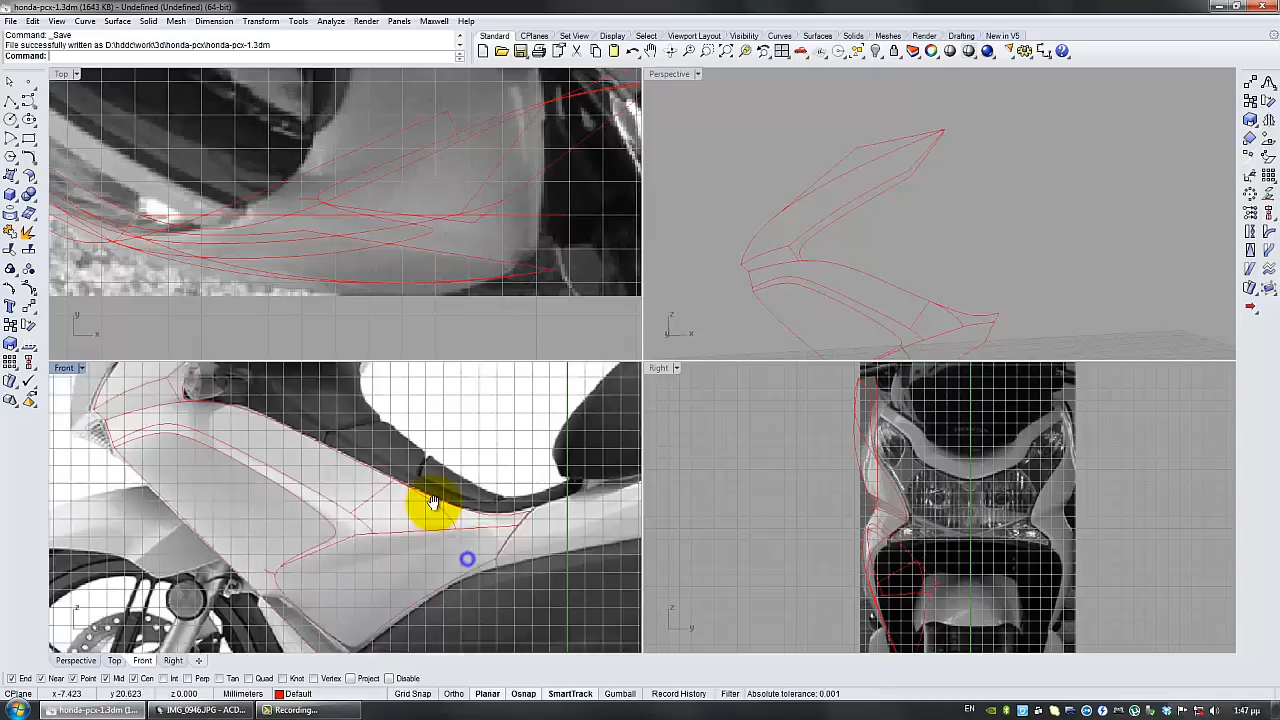 honda-pcx-1.3dm (1643 KB) - Undefined (Undefined) (64-bit)
File Edit View Curve Surface Solid Mesh Dimension Transform Tools Analyze Render Panels Maxwell Help
Command: _Save
File successfully written as D:\hddc\work\3d\honda-pcx\honda-pcx-1.3dm
Command:
Standard CPlanes Set View Display Select Viewport Layout Visibility Curves Surfaces Solids Meshes Render Drafting New in V5
Top
Perspective
z
y x
y
x
Front
Right
z
x
z
y
Perspective Top Front Right
End Near Point Mid Cen Int Perp Tan Quad Knot Vertex Project Disable
CPlane x -7.423 y 20.623 z 0.000 Millimeters Default Grid Snap Ortho Planar Osnap SmartTrack Gumball Record History Filter Absolute tolerance: 0.001
honda-pcx-1.3dm (1... IMG_0946.JPG - ACD... Recording... EN 1:47 μμ